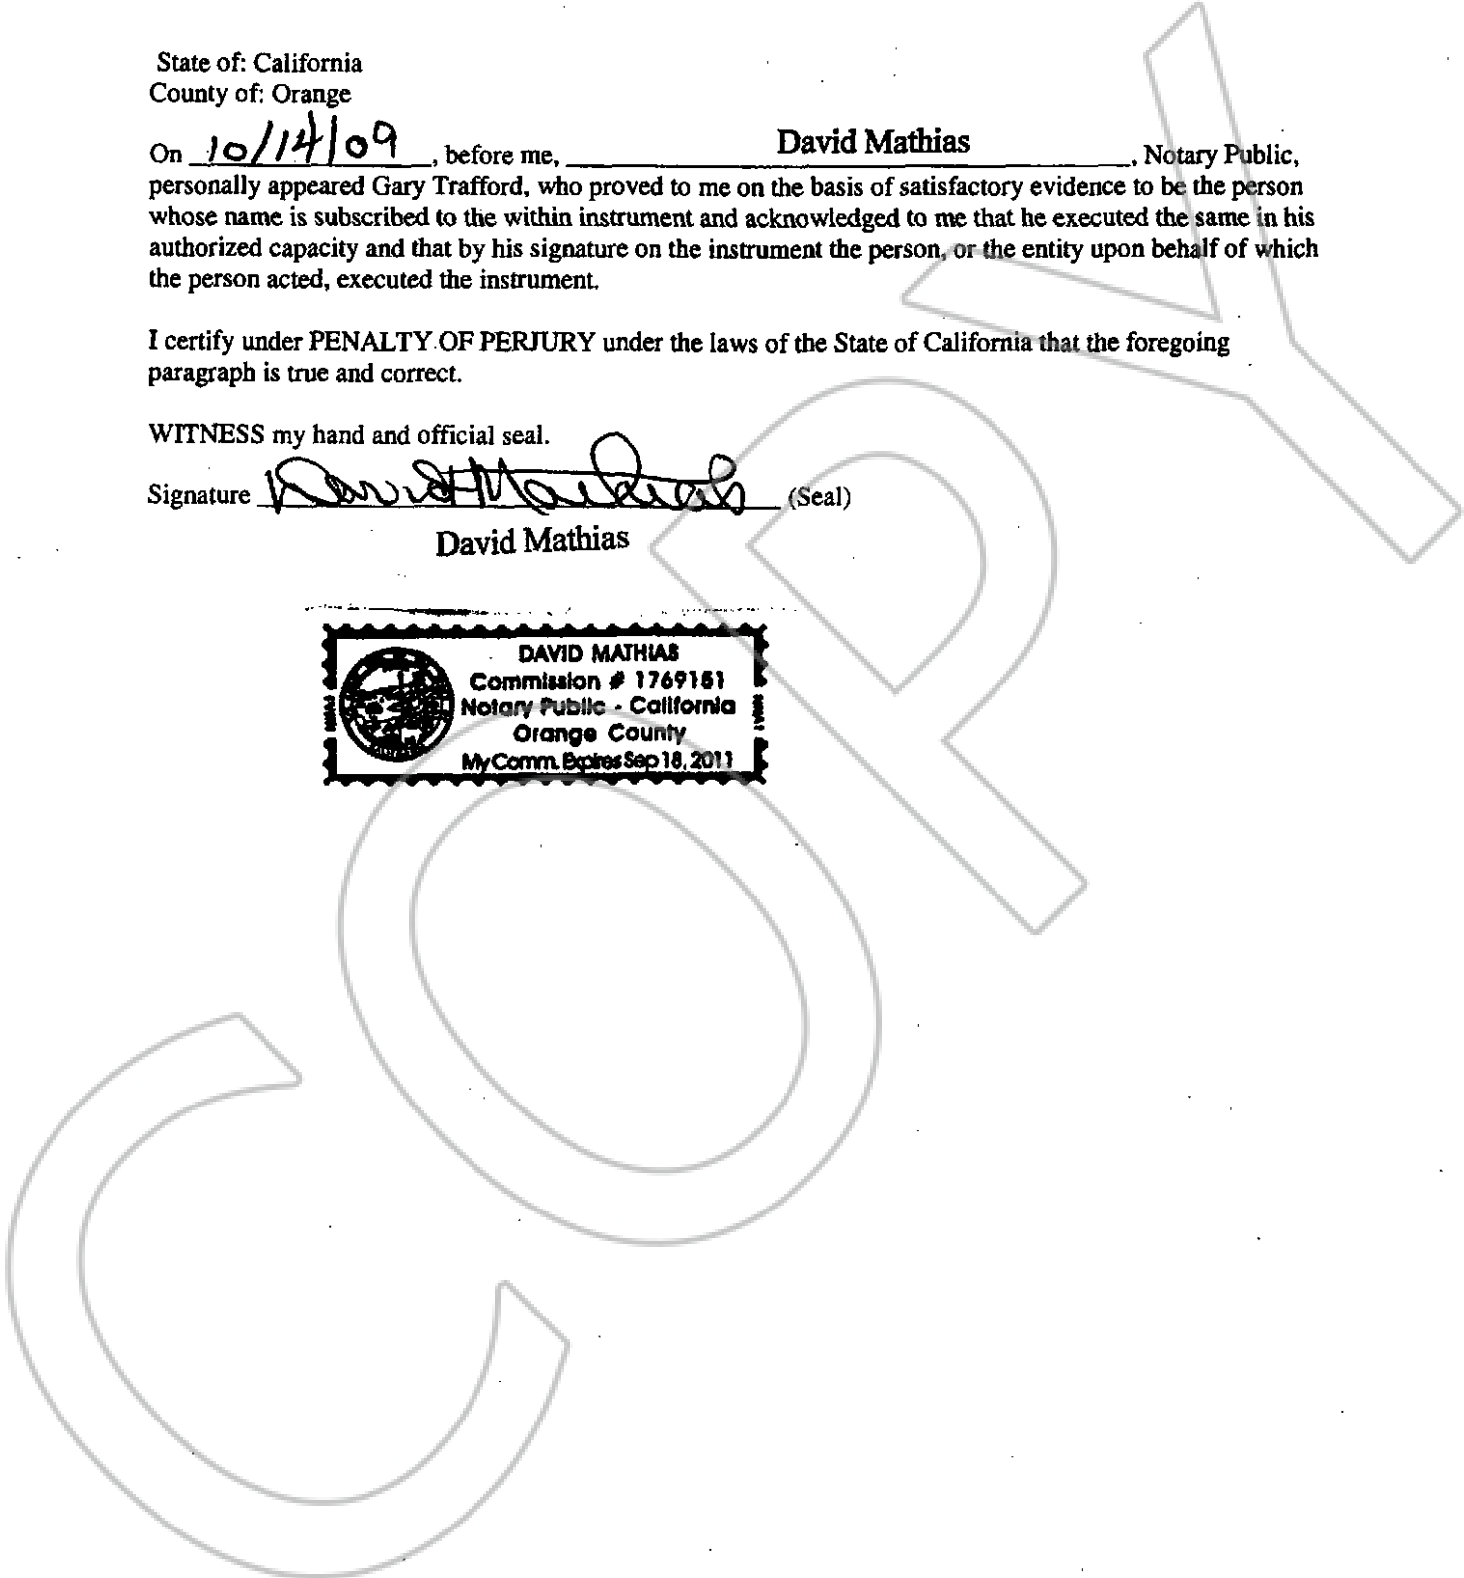 State of: California
County of: Orange
On 10/14/09, before me, David Mathias, Notary Public,
personally appeared Gary Trafford, who proved to me on the basis of satisfactory evidence to be the person
whose name is subscribed to the within instrument and acknowledged to me that he executed the same in his
authorized capacity and that by his signature on the instrument the person, or the entity upon behalf of which
the person acted, executed the instrument.
I certify under PENALTY OF PERJURY under the laws of the State of California that the foregoing
paragraph is true and correct.
WITNESS my hand and official seal.
Signature David Mathias (Seal)
David Mathias
DAVID MATHIAS
Commission # 1769151
Notary Public - California
Orange County
My Comm. Expires Sep 18, 2011
COPY